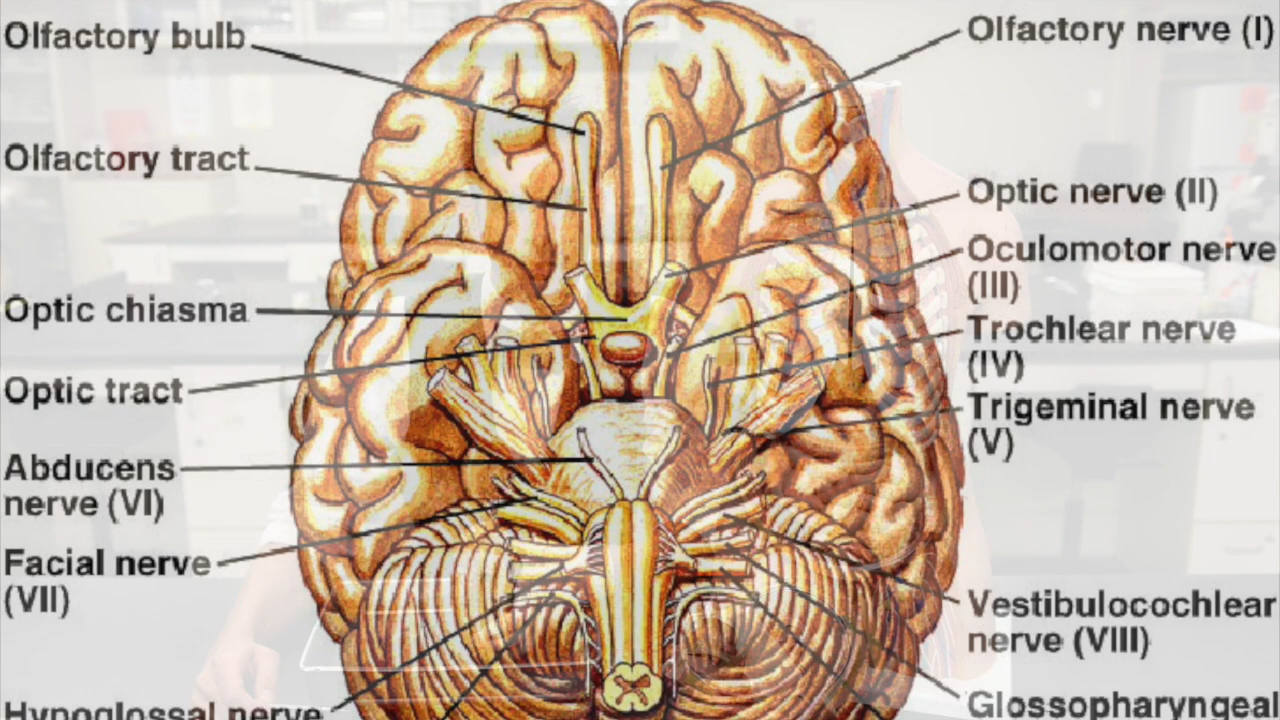 Olfactory bulb
Olfactory tract
Optic chiasma
Optic tract
Abducens
nerve (VI)
Facial nerve
(VII)
Hypoglossal nerve
Olfactory nerve (I)
Optic nerve (II)
Oculomotor nerve
(III)
Trochlear nerve
(IV)
Trigeminal nerve
(V)
Vestibulocochlear
nerve (VIII)
Glossopharyngeal